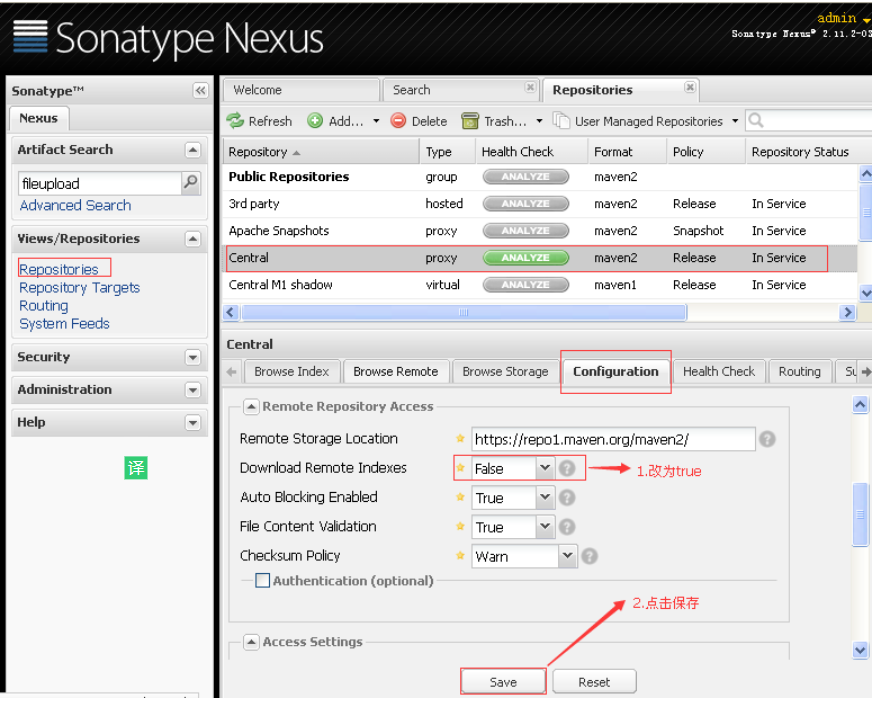 Sonatype Nexus
admin
Sonatype Nexus® 2.11.2-03
Sonatype™
Nexus
Artifact Search
fileupload
Advanced Search
Views/Repositories
Repositories
Repository Targets
Routing
System Feeds
Security
Administration
Help
译
Welcome Search Repositories
Refresh Add... Delete Trash... User Managed Repositories
Repository Type Health Check Format Policy Repository Status
Public Repositories group ANALYZE maven2
3rd party hosted ANALYZE maven2 Release In Service
Apache Snapshots proxy ANALYZE maven2 Snapshot In Service
Central proxy ANALYZE maven2 Release In Service
Central M1 shadow virtual ANALYZE maven1 Release In Service
Central
Browse Index Browse Remote Browse Storage Configuration Health Check Routing
Remote Repository Access
Remote Storage Location https://repo1.maven.org/maven2/
Download Remote Indexes False 1.改为true
Auto Blocking Enabled True
File Content Validation True
Checksum Policy Warn
Authentication (optional)
2.点击保存
Access Settings
Save Reset